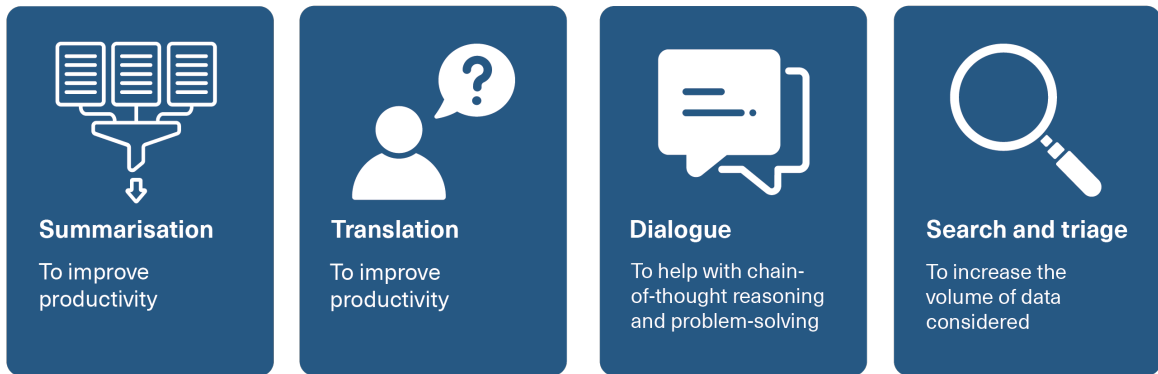 Summarisation
To improve
productivity
Translation
To improve
productivity
?
Dialogue
To help with chain-
of-thought reasoning
and problem-solving
Search and triage
To increase the
volume of data
considered